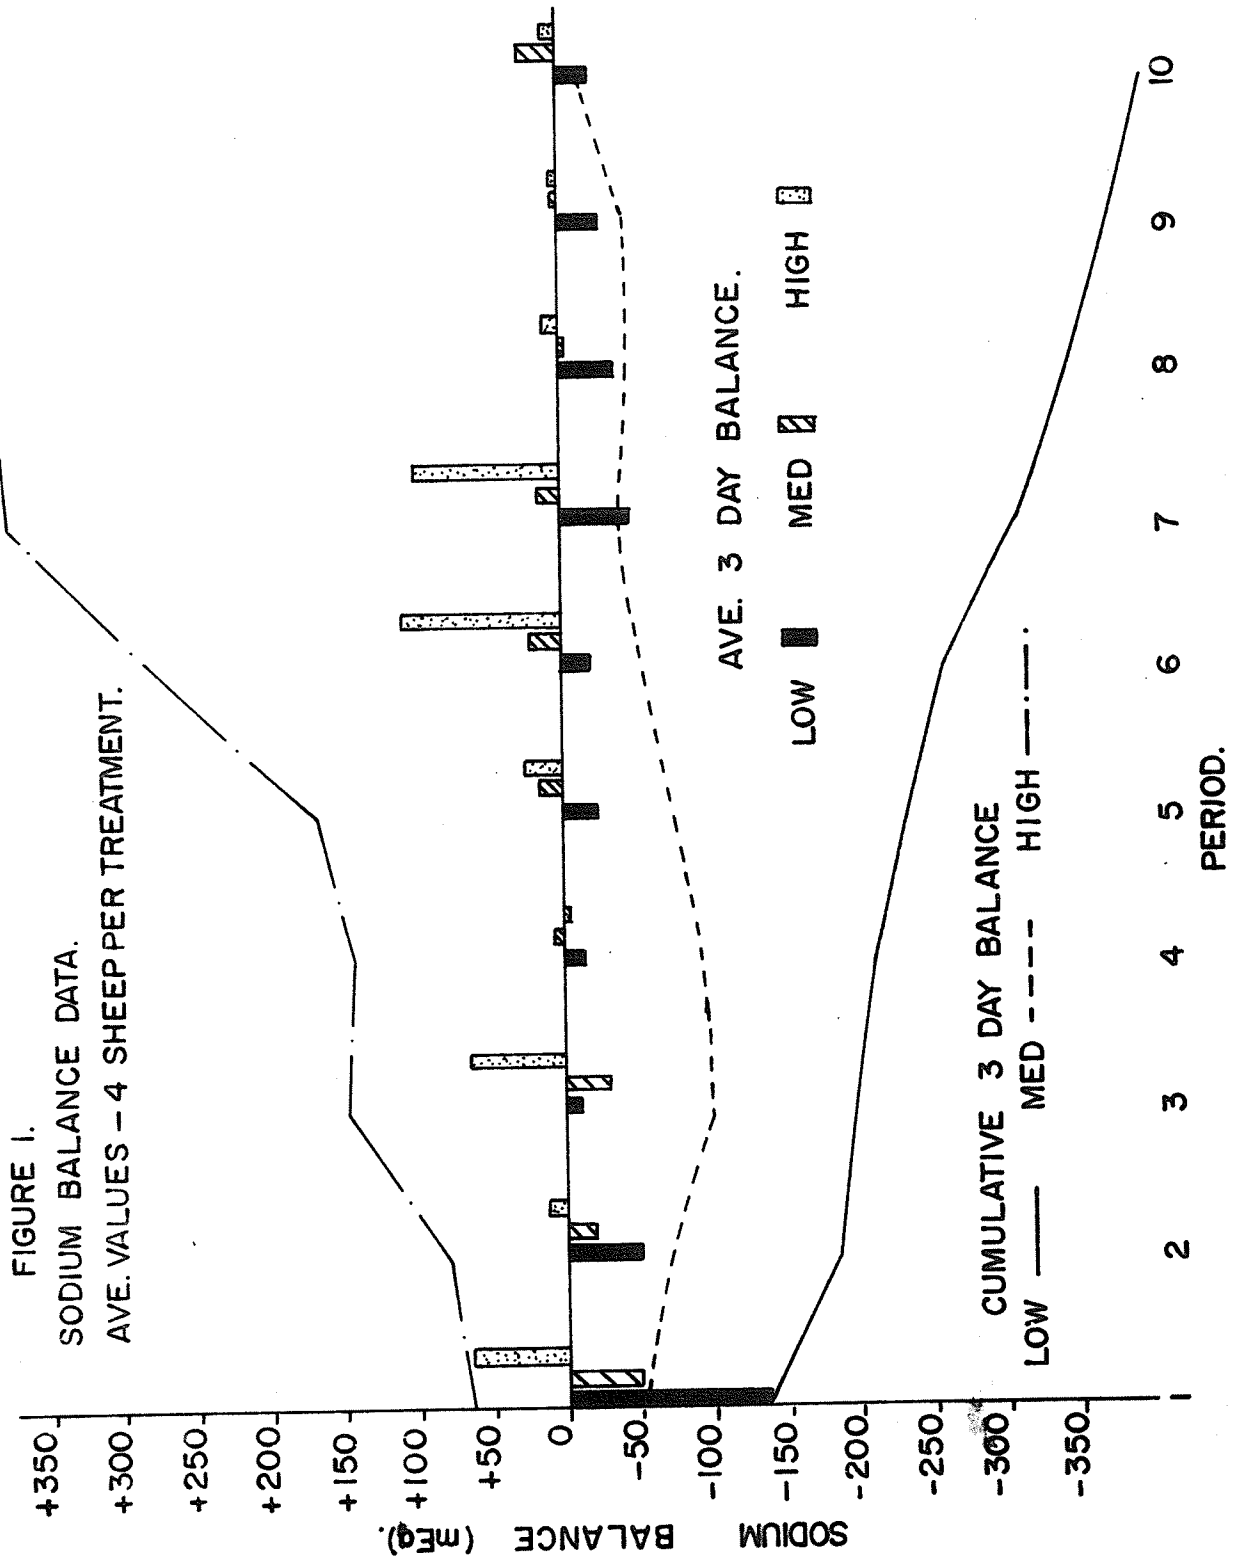 FIGURE 1.
SODIUM BALANCE DATA.
AVE. VALUES – 4 SHEEP PER TREATMENT.
+350
+300
+250
+200
+150
+100
+50
0
-50
-100
-150
-200
-250
-300
-350
SODIUM
BALANCE (mEq).
AVE. 3 DAY BALANCE.
LOW MED HIGH
CUMULATIVE 3 DAY BALANCE
LOW MED HIGH
1 2 3 4 5 6 7 8 9 10
PERIOD.